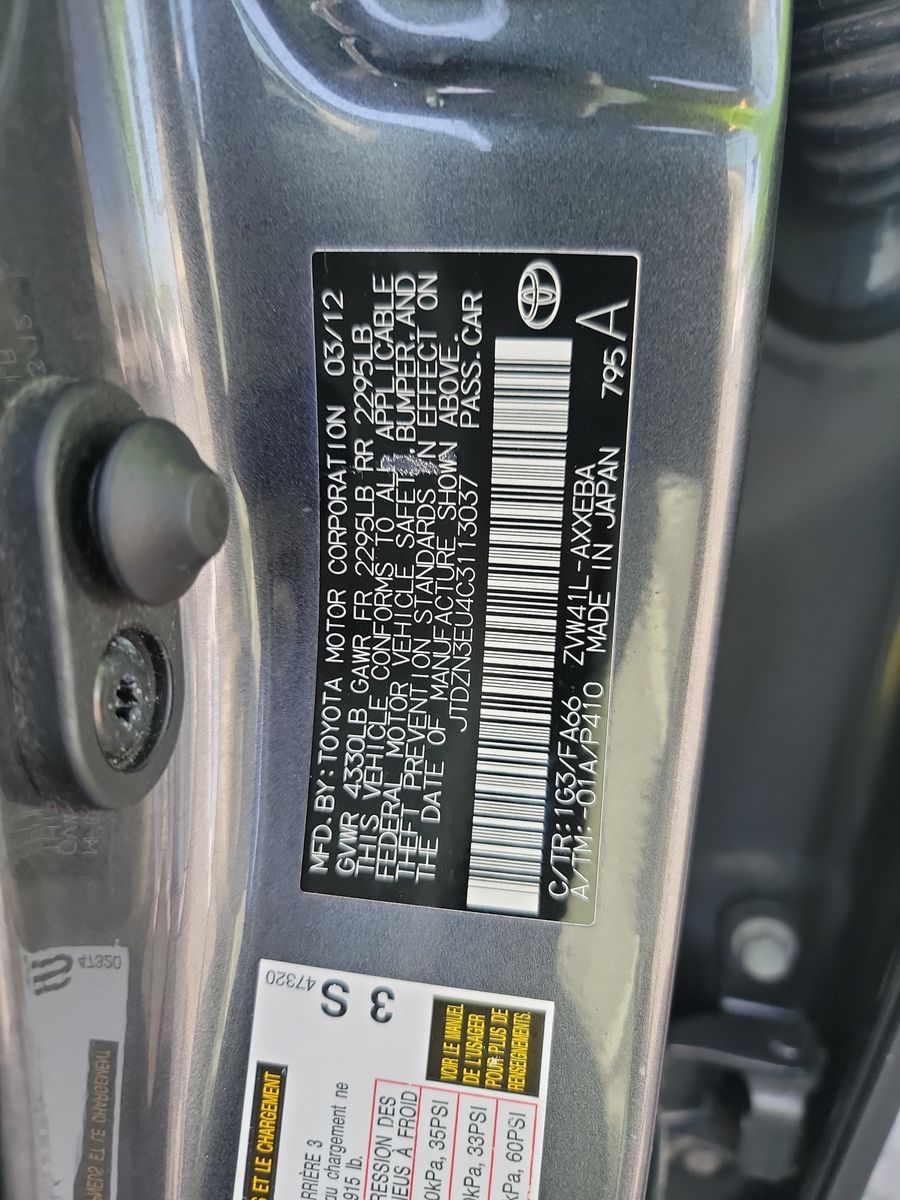 MFD.BY:TOYOTA MOTOR CORPORATION 03/12
GVWR 4330LB GAWR FR 2295LB RR 2295LB
THIS VEHICLE CONFORMS TO ALL APPLICABLE
FEDERAL MOTOR VEHICLE SAFETY,BUMPER,AND
THEFT PREVENTION STANDARDS IN EFFECT ON
THE DATE OF MANUFACTURE SHOWN ABOVE.
JTDZN3EU4C3113037 PASS.CAR
C/TR:1G3/FA66 ZVW41L-AXXEBA
A/TM:-01A/P410 MADE IN JAPAN 795 A
47320
3 S
S ET LE CHARGEMENT
RRIÈRE 3
au chargement ne
915 lb.
RESSION DES
NEUS À FROID
0kPa, 35PSI
kPa, 33PSI
kPa, 60PSI
VOIR LE MANUEL
DE L'USAGER
POUR PLUS DE
RENSEIGNEMENTS.